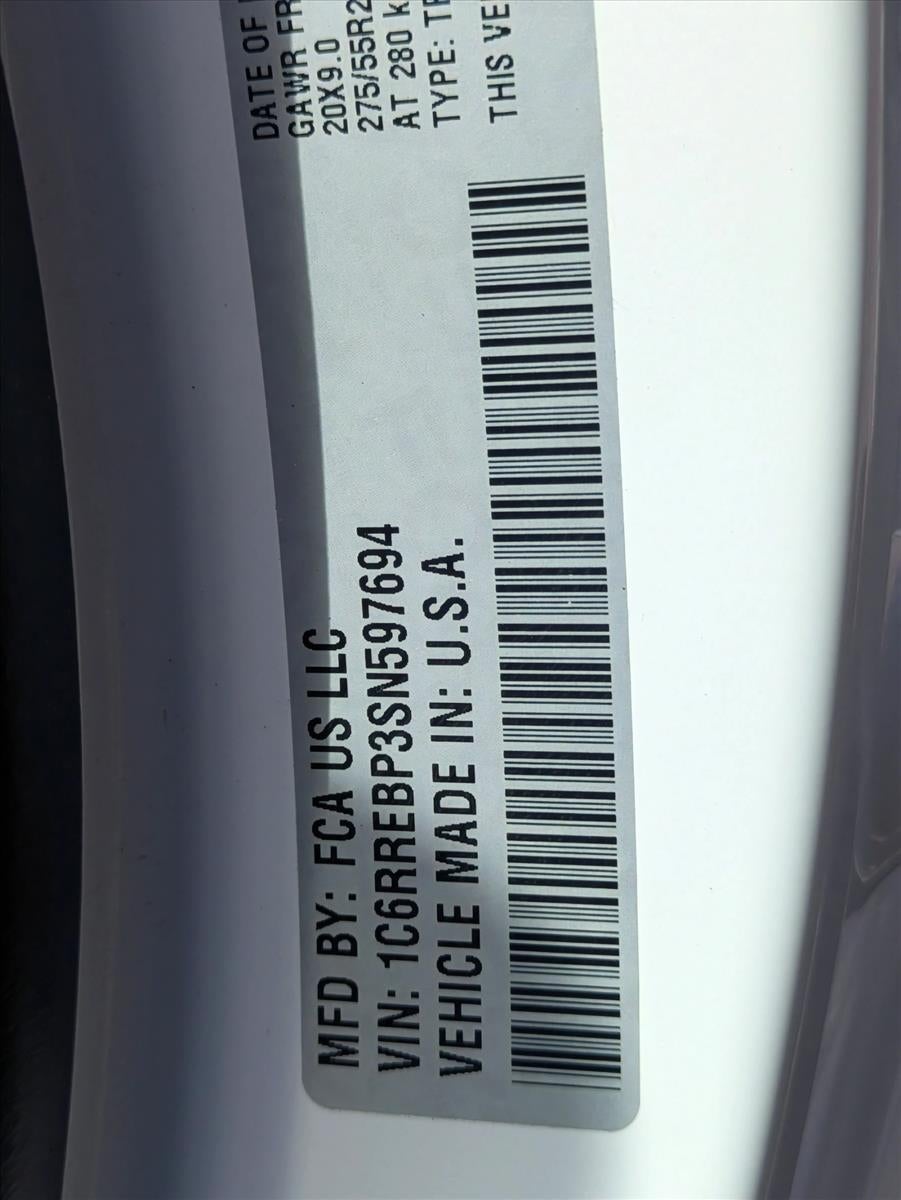 MFD BY: FCA US LLC
VIN: 1C6RREBP3SN597694
VEHICLE MADE IN: U.S.A.
DATE OF
GAWR FR
20X9.0
275/55R2
AT 280 k
TYPE: TR
THIS VE